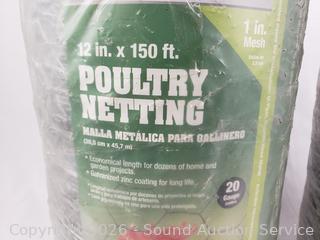 12 in. x 150 ft.
1 in.
Mesh
POULTRY
NETTING
MALLA METÁLICA PARA GALLINERO
(30,5 cm x 45,7 m)
• Economical length for dozens of home and
garden projects.
• Galvanized zinc coating for long life.
20
Gauge
Copyright 2026 - Sound Auction Service